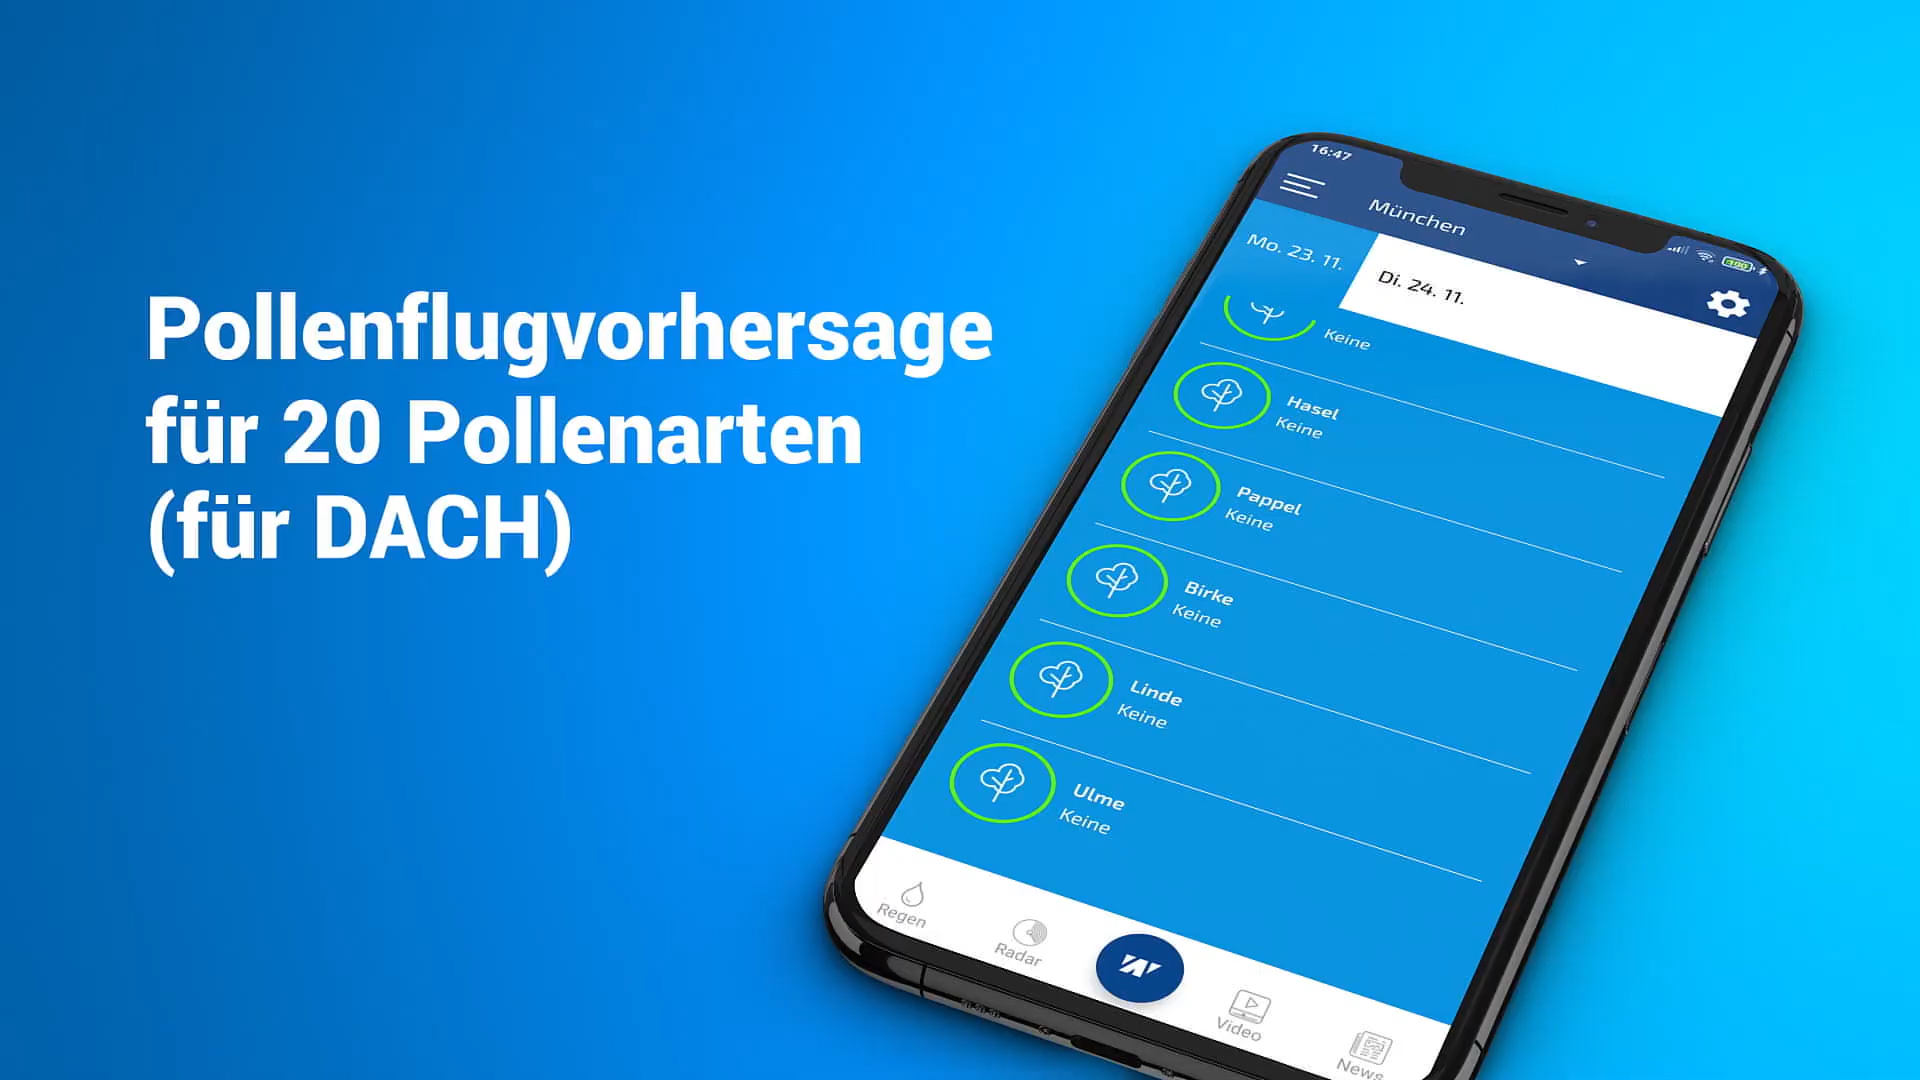 Pollenflugvorhersage
für 20 Pollenarten
(für DACH)
16:47
100
München
Mo. 23. 11.
Di. 24. 11.
Keine
Hasel
Keine
Pappel
Keine
Birke
Keine
Linde
Keine
Ulme
Keine
Regen
Radar
Video
News